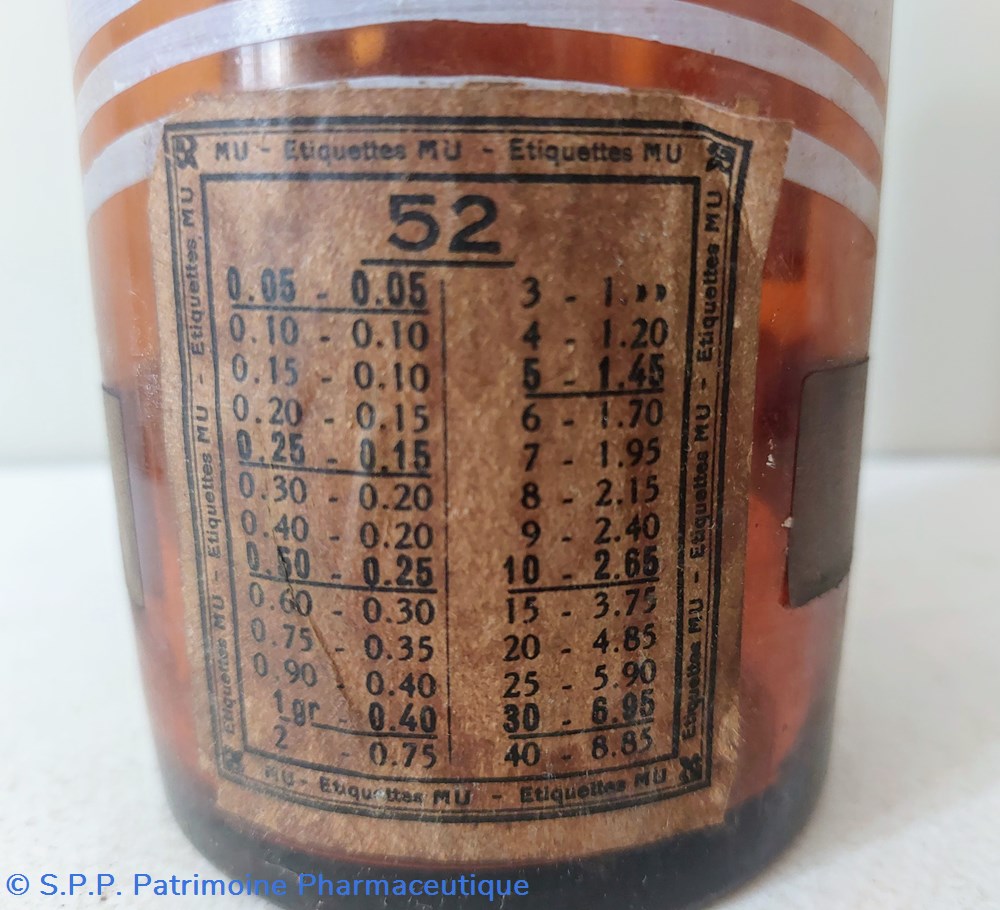 MU - Etiquettes MU - Etiquettes MU
Etiquettes MU - Etiquettes MU - Etiquettes MU
52
0.05 - 0.05
0.10 - 0.10
0.15 - 0.10
0.20 - 0.15
0.25 - 0.15
0.30 - 0.20
0.40 - 0.20
0.50 - 0.25
0.60 - 0.30
0.75 - 0.35
0.90 - 0.40
1gr - 0.40
2 - 0.75
3 - 1.»»
4 - 1.20
5 - 1.45
6 - 1.70
7 - 1.95
8 - 2.15
9 - 2.40
10 - 2.65
15 - 3.75
20 - 4.85
25 - 5.90
30 - 6.95
40 - 8.85
Etiquettes MU - Etiquettes MU - Etiquettes MU
MU - Etiquettes MU - Etiquettes MU
© S.P.P. Patrimoine Pharmaceutique